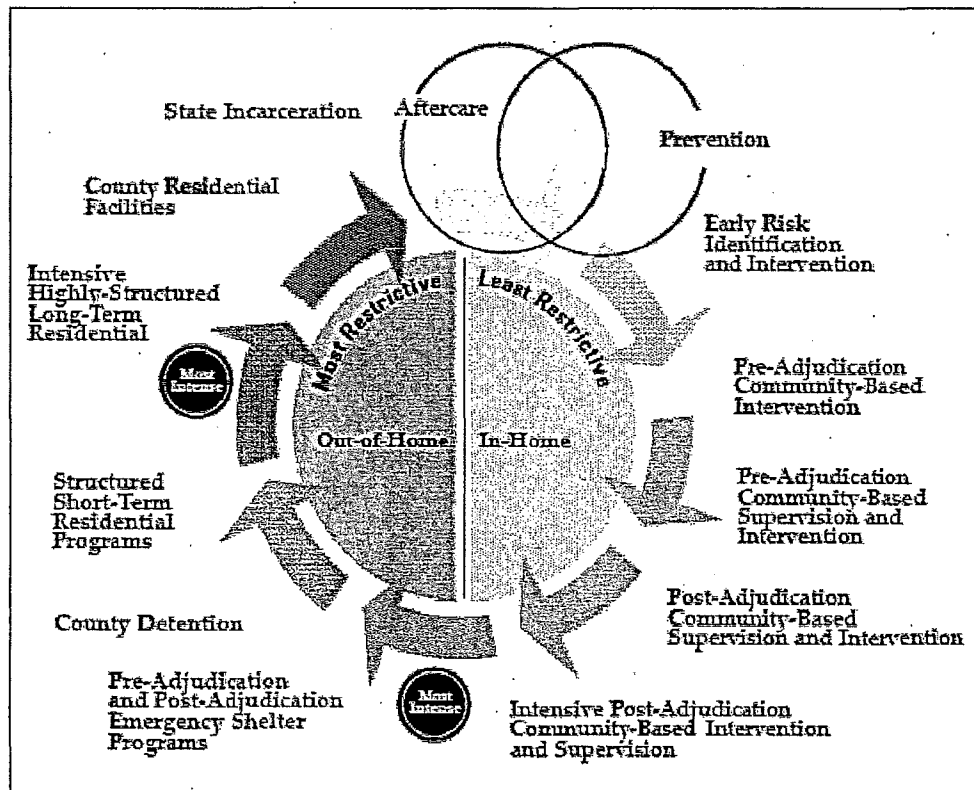 State Incarceration
Aftercare
Prevention
County Residential
Facilities
Early Risk
Identification
and Intervention
Intensive
Highly-Structured
Long-Term
Residential
Most Restrictive
Least Restrictive
Most
Intense
Pre-Adjudication
Community-Based
Intervention
Out-of-Home
In-Home
Structured
Short-Term
Residential
Programs
Pre-Adjudication
Community-Based
Supervision and
Intervention
County Detention
Post-Adjudication
Community-Based
Supervision and Intervention
Pre-Adjudication
and Post-Adjudication
Emergency Shelter
Programs
Most
Intense
Intensive Post-Adjudication
Community-Based Intervention
and Supervision